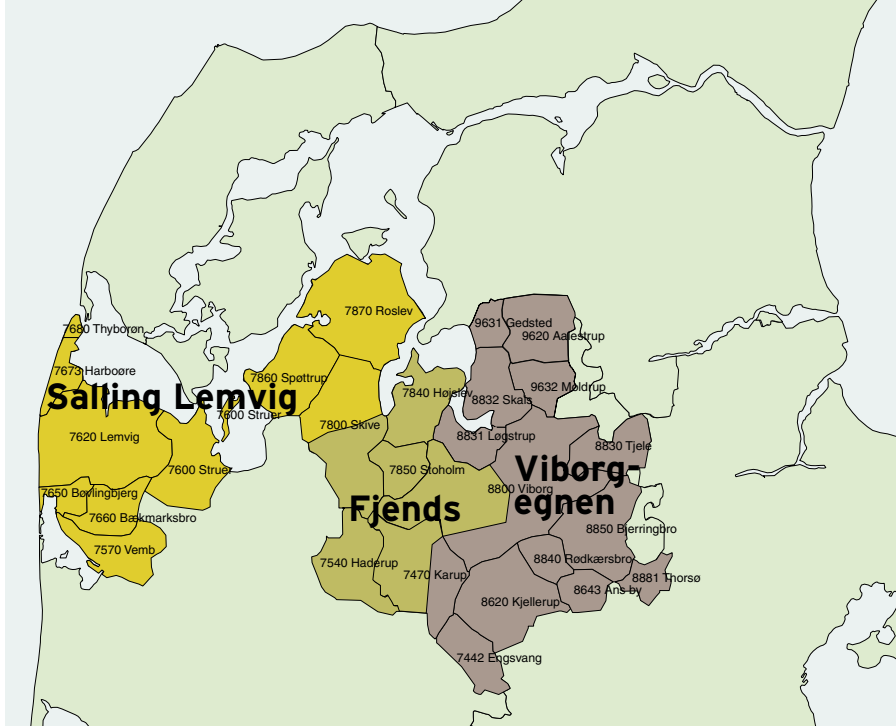 7870 Roslev
9631 Gedsted
7680 Thyborøn
9620 Aalestrup
7673 Harboøre
7860 Spøttrup
9632 Møldrup
7840 Højslev
Salling Lemvig
8832 Skals
7600 Struer
7800 Skive
7620 Lemvig
8831 Løgstrup
8830 Tjele
7600 Struer
7850 Stoholm
Viborg-
egnen
8800 Viborg
7650 Bøvlingbjerg
Fjends
7660 Bækmarksbro
8850 Bjerringbro
7570 Vemb
8840 Rødkærsbro
7540 Haderup
7470 Karup
8881 Thorsø
8643 Ans by
8620 Kjellerup
7442 Engsvang